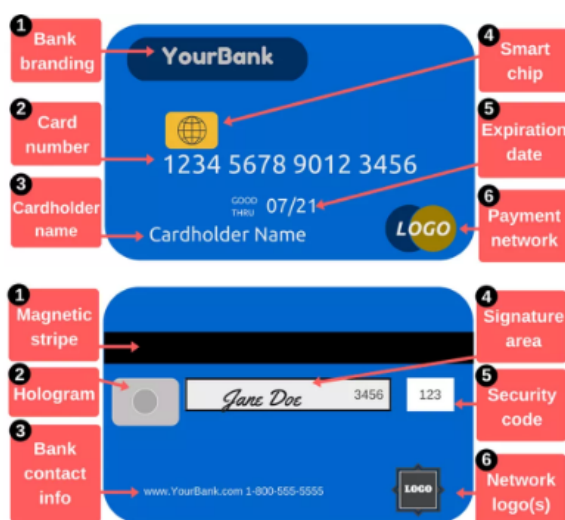 1
Bank
branding
YourBank
4
Smart
chip
2
Card
number
1234 5678 9012 3456
5
Expiration
date
3
Cardholder
name
GOOD
THRU
07/21
Cardholder Name
LOGO
6
Payment
network
1
Magnetic
stripe
4
Signature
area
2
Hologram
Jane Doe
3456
123
5
Security
code
3
Bank
contact
info
www.YourBank.com 1-800-555-5555
LOGO
6
Network
logo(s)